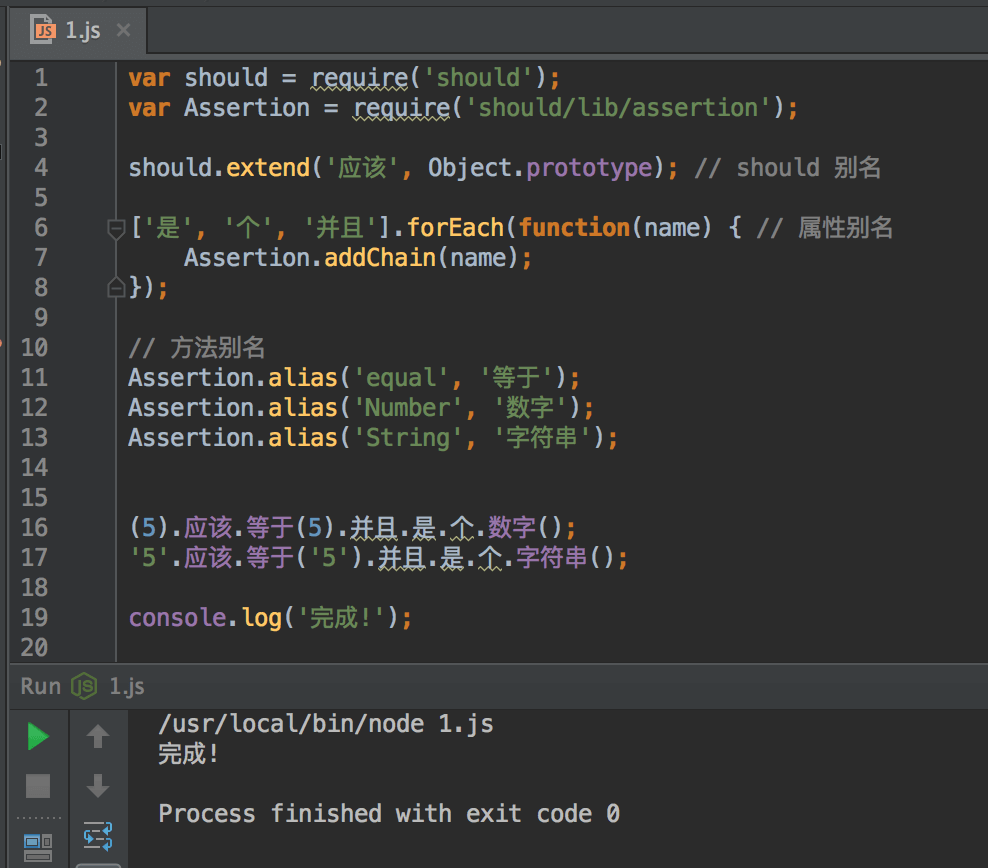 JS 1.js ×
1 var should = require('should');
2 var Assertion = require('should/lib/assertion');
3
4 should.extend('应该', Object.prototype); // should 别名
5
6 ['是', '个', '并且'].forEach(function(name) { // 属性别名
7     Assertion.addChain(name);
8 });
9
10 // 方法别名
11 Assertion.alias('equal', '等于');
12 Assertion.alias('Number', '数字');
13 Assertion.alias('String', '字符串');
14
15
16 (5).应该.等于(5).并且.是.个.数字();
17 '5'.应该.等于('5').并且.是.个.字符串();
18
19 console.log('完成!');
20
Run JS 1.js
/usr/local/bin/node 1.js
完成!
Process finished with exit code 0